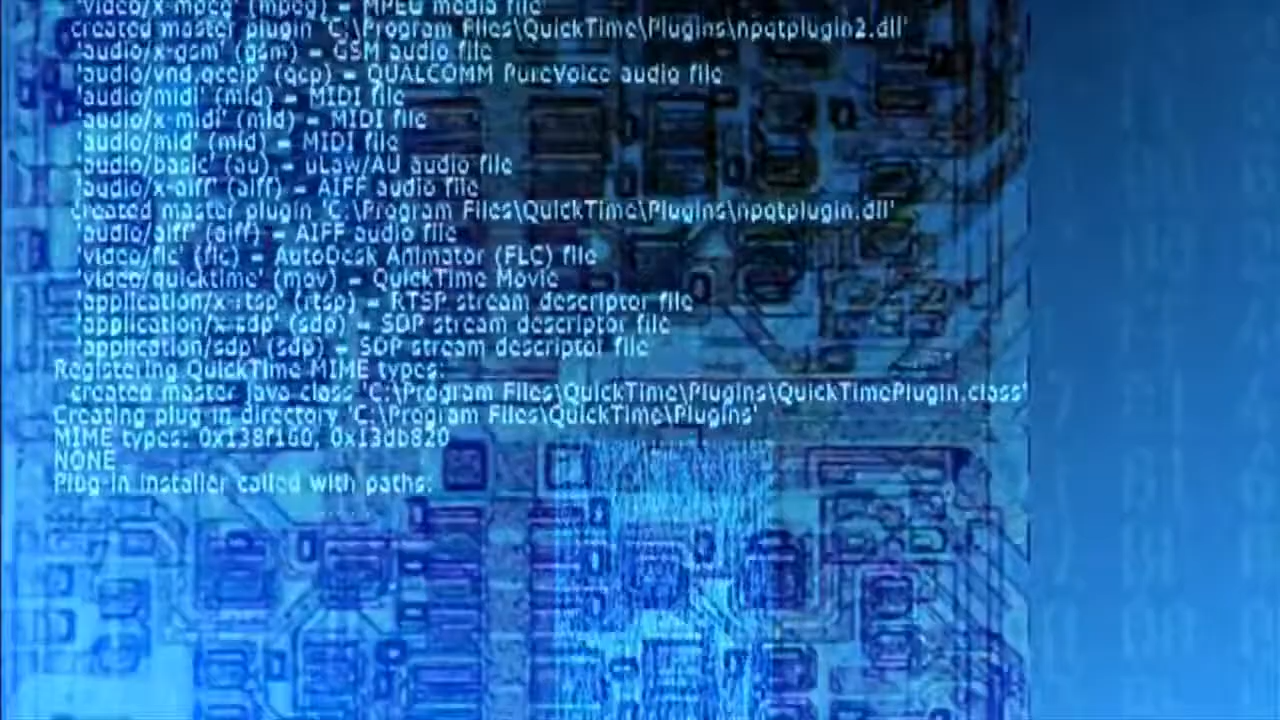 'video/x-mpeg' (mpeg) – MPEG media file'
created master plugin 'C:\Program Files\QuickTime\Plugins\npqtplugin2.dll'
'audio/x-gsm' (gsm) – GSM audio file
'audio/vnd.qcelp' (qcp) – QUALCOMM PureVoice audio file
'audio/midi' (mid) – MIDI file
'audio/x-midi' (mid) – MIDI file
'audio/mid' (mid) – MIDI file
'audio/basic' (au) – uLaw/AU audio file
'audio/x-aiff' (aiff) – AIFF audio file
created master plugin 'C:\Program Files\QuickTime\Plugins\npqtplugin.dll'
'audio/aiff' (aiff) – AIFF audio file
'video/flc' (flc) – AutoDesk Animator (FLC) file
'video/quicktime' (mov) – QuickTime Movie
'application/x-rtsp' (rtsp) – RTSP stream descriptor file
'application/x-sdp' (sdp) – SDP stream descriptor file
'application/sdp' (sdp) – SDP stream descriptor file
Registering QuickTime MIME types:
created master java class 'C:\Program Files\QuickTime\Plugins\QuickTimePlugin.class'
Creating plug-in directory 'C:\Program Files\QuickTime\Plugins'
MIME types: 0x138f160, 0x13db820
NONE
Plug-in installer called with paths: